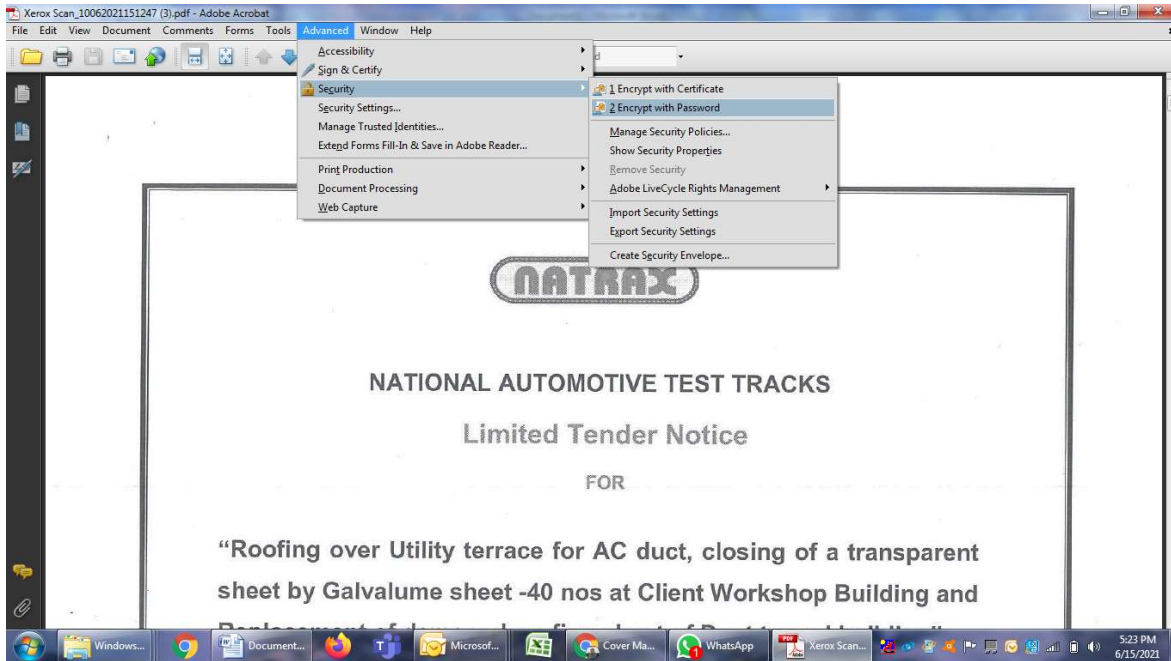 Xerox Scan_10062021151247 (3).pdf - Adobe Acrobat
File Edit View Document Comments Forms Tools Advanced Window Help
Accessibility
Sign & Certify
Security
Security Settings...
Manage Trusted Identities...
Extend Forms Fill-In & Save in Adobe Reader...
Print Production
Document Processing
Web Capture
1 Encrypt with Certificate
2 Encrypt with Password
Manage Security Policies...
Show Security Properties
Remove Security
Adobe LiveCycle Rights Management
Import Security Settings
Export Security Settings
Create Security Envelope...
NATRAX
NATIONAL AUTOMOTIVE TEST TRACKS
Limited Tender Notice
FOR
“Roofing over Utility terrace for AC duct, closing of a transparent
sheet by Galvalume sheet -40 nos at Client Workshop Building and
Windows... Document... Microsof... Cover Ma... WhatsApp Xerox Scan...
5:23 PM
6/15/2021